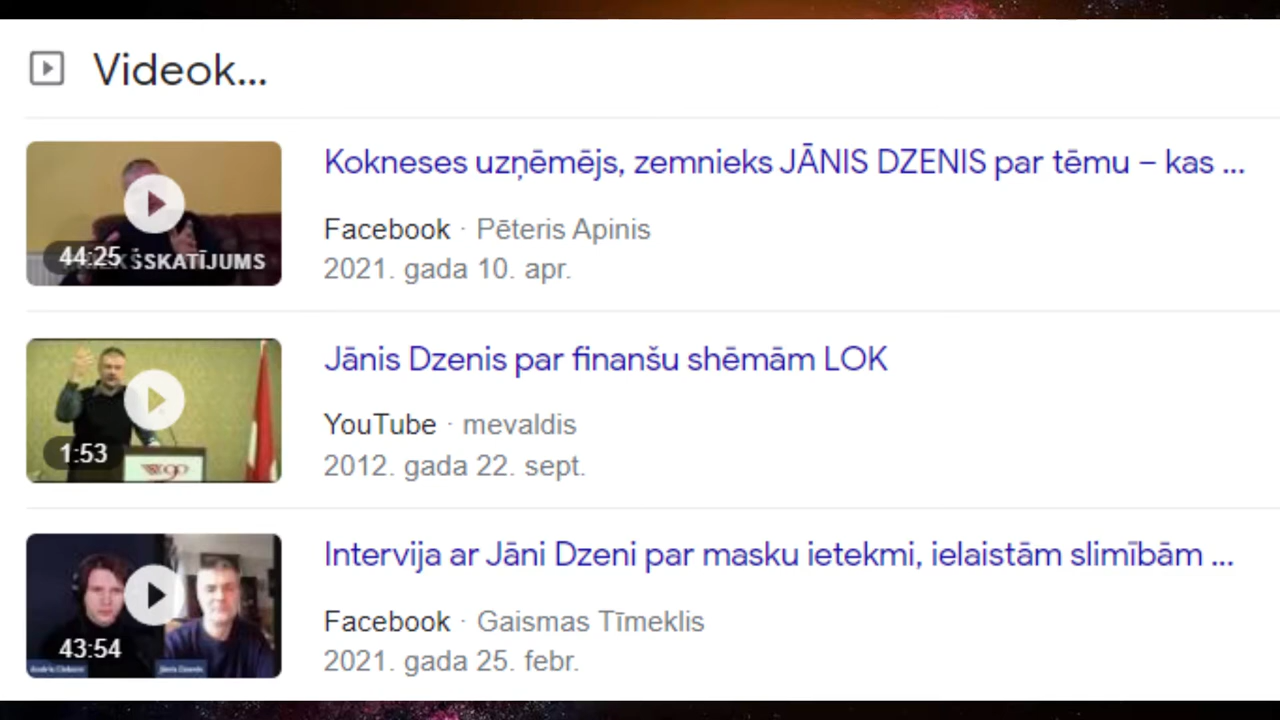 Videok...
Kokneses uzņēmējs, zemnieks JĀNIS DZENIS par tēmu – kas ...
Facebook · Pēteris Apinis
44:25
ŠSKATĪJUMS
2021. gada 10. apr.
Jānis Dzenis par finanšu shēmām LOK
YouTube · mevaldis
1:53
2012. gada 22. sept.
Intervija ar Jāni Dzeni par masku ietekmi, ielaistām slimībām ...
Facebook · Gaismas Tīmeklis
43:54
2021. gada 25. febr.